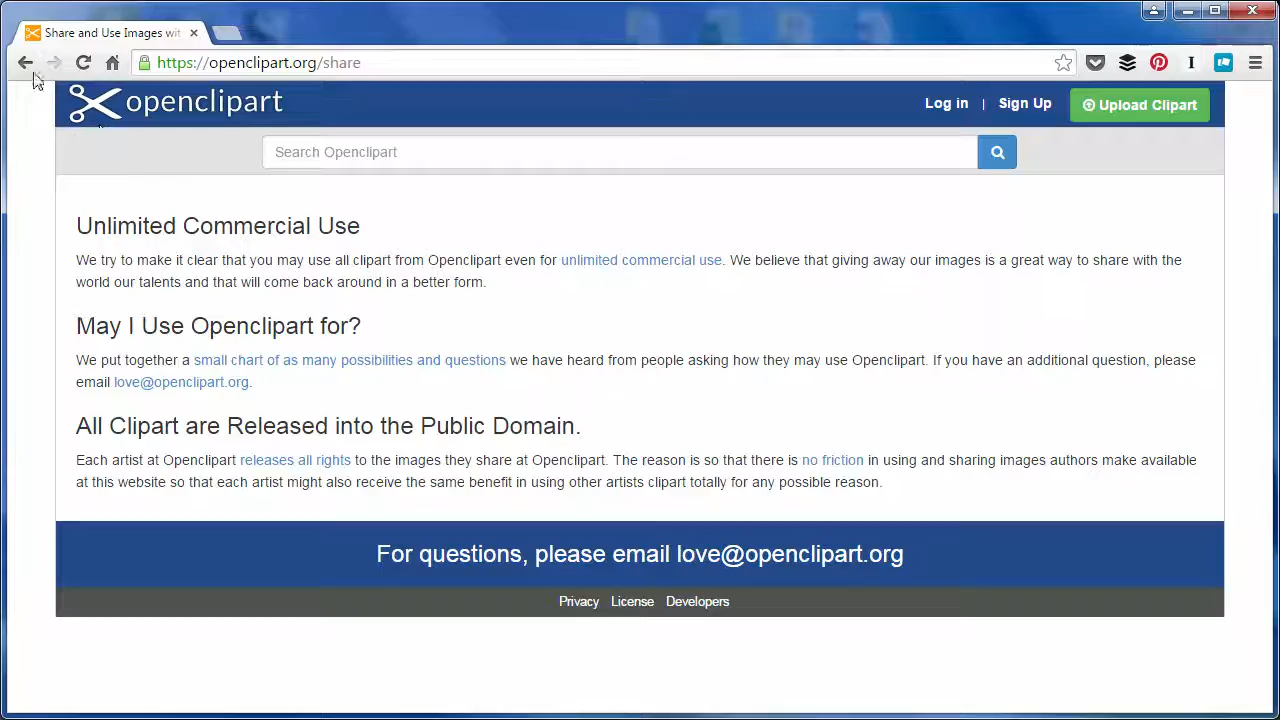 Share and Use Images wit
https://openclipart.org/share
openclipart
Log in | Sign Up Upload Clipart
Search Openclipart
Unlimited Commercial Use
We try to make it clear that you may use all clipart from Openclipart even for unlimited commercial use. We believe that giving away our images is a great way to share with the
world our talents and that will come back around in a better form.
May I Use Openclipart for?
We put together a small chart of as many possibilities and questions we have heard from people asking how they may use Openclipart. If you have an additional question, please
email love@openclipart.org.
All Clipart are Released into the Public Domain.
Each artist at Openclipart releases all rights to the images they share at Openclipart. The reason is so that there is no friction in using and sharing images authors make available
at this website so that each artist might also receive the same benefit in using other artists clipart totally for any possible reason.
For questions, please email love@openclipart.org
Privacy License Developers